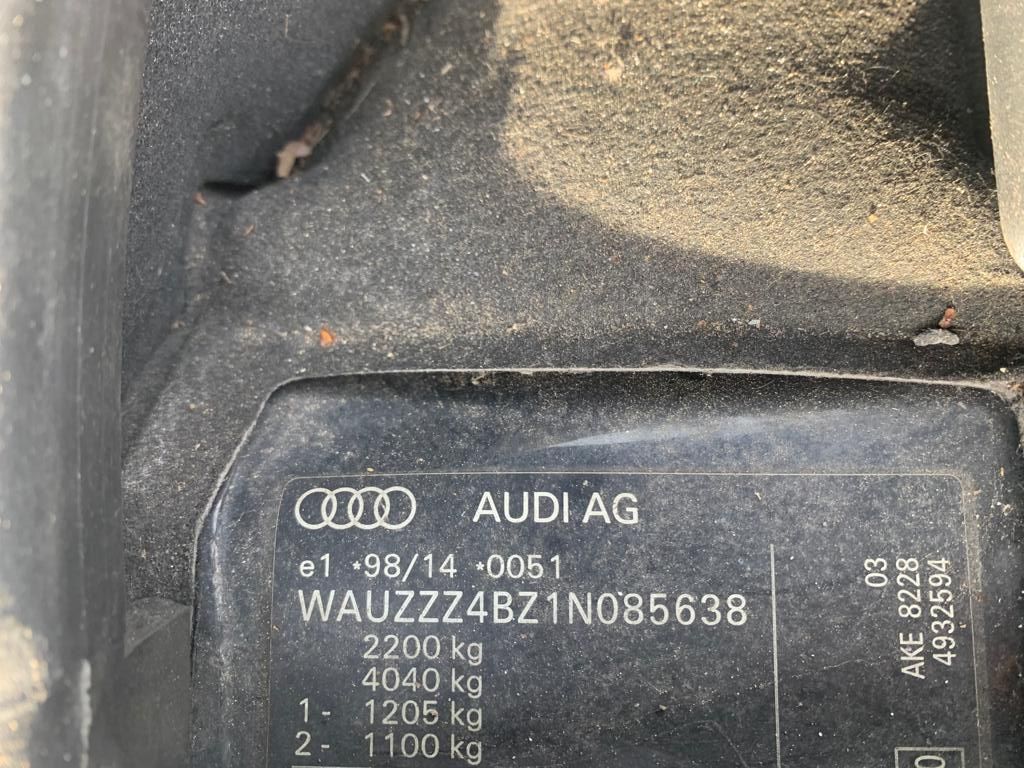 AUDI AG
e1 *98/14 *0051
WAUZZZ4BZ1N085638
2200 kg
4040 kg
1- 1205 kg
2- 1100 kg
03
AKE 8228
4932594